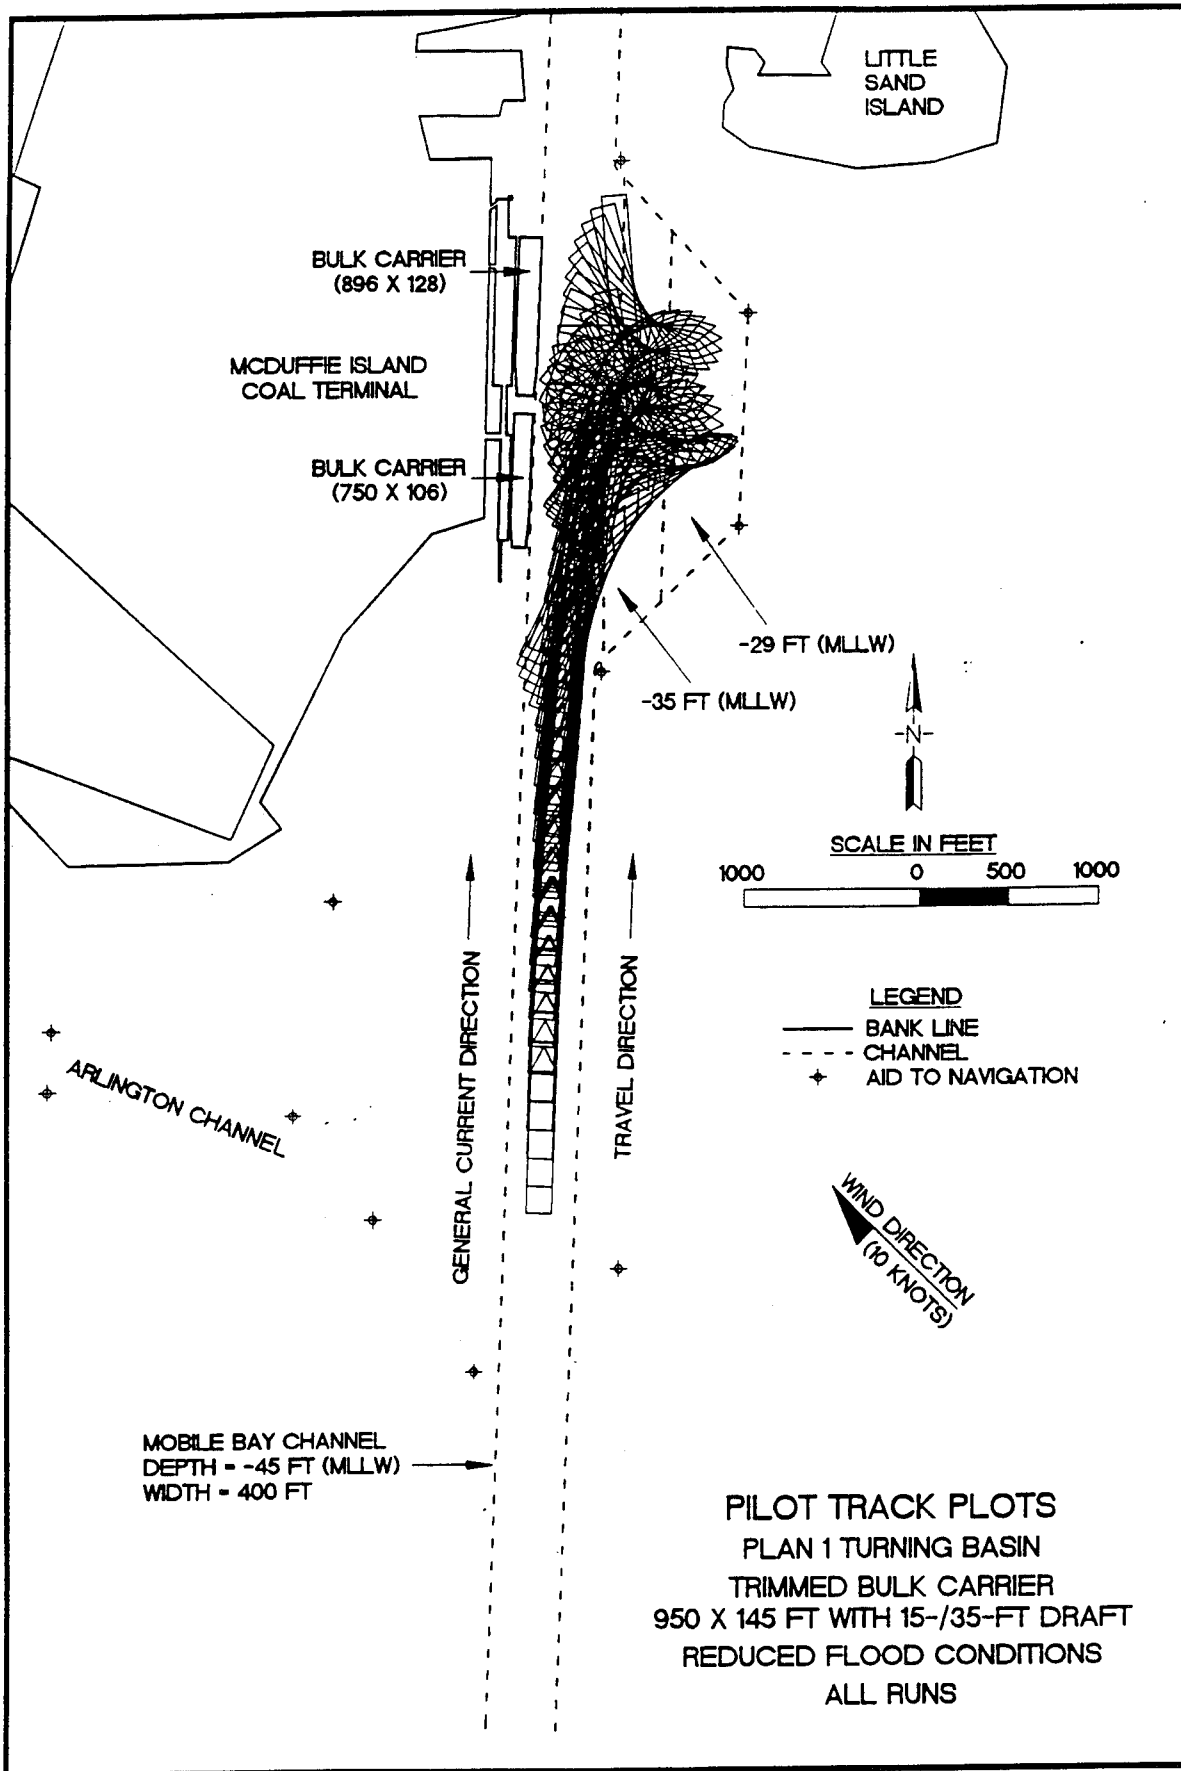 LITTLE
SAND
ISLAND
BULK CARRIER
(896 X 128)
MCDUFFIE ISLAND
COAL TERMINAL
BULK CARRIER
(750 X 106)
-29 FT (MLLW)
-35 FT (MLLW)
-N-
SCALE IN FEET
1000 0 500 1000
GENERAL CURRENT DIRECTION
TRAVEL DIRECTION
LEGEND
BANK LINE
CHANNEL
AID TO NAVIGATION
ARLINGTON CHANNEL
WIND DIRECTION
(10 KNOTS)
MOBILE BAY CHANNEL
DEPTH = -45 FT (MLLW)
WIDTH = 400 FT
PILOT TRACK PLOTS
PLAN 1 TURNING BASIN
TRIMMED BULK CARRIER
950 X 145 FT WITH 15-/35-FT DRAFT
REDUCED FLOOD CONDITIONS
ALL RUNS